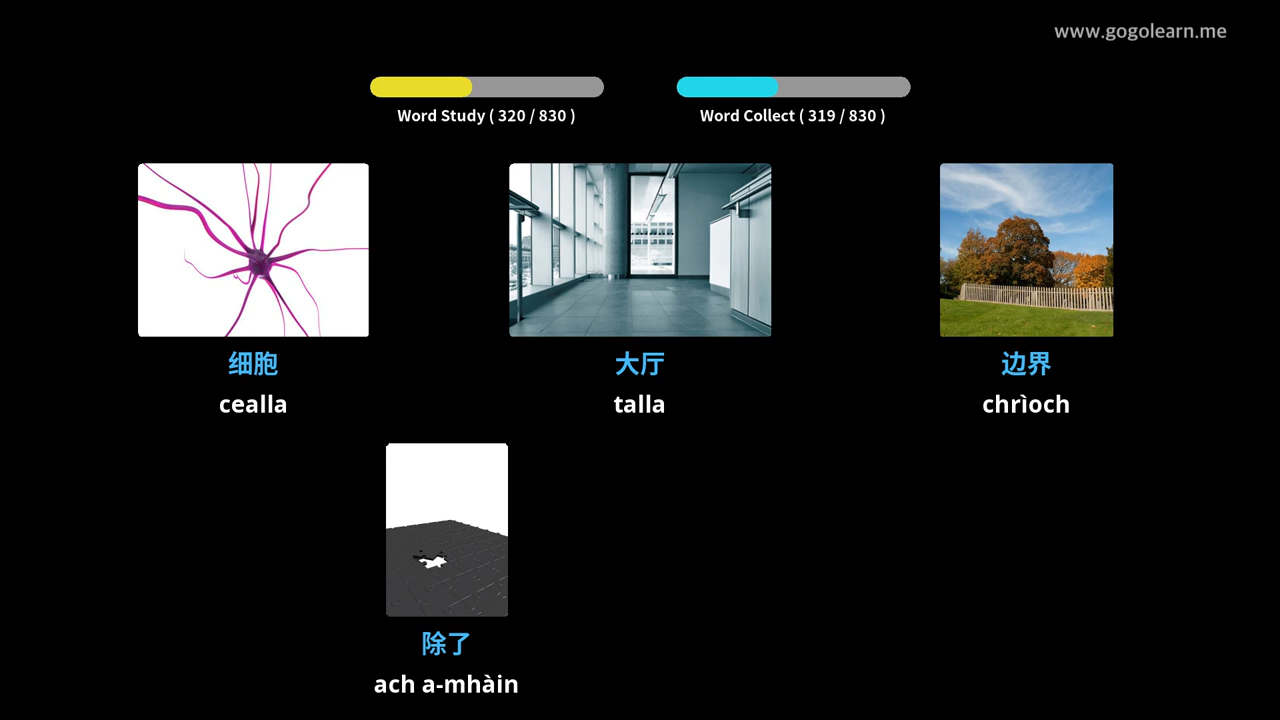 www.gogolearn.me
Word Study ( 320 / 830 )
Word Collect ( 319 / 830 )
细胞
cealla
大厅
talla
边界
chrìoch
除了
ach a-mhàin